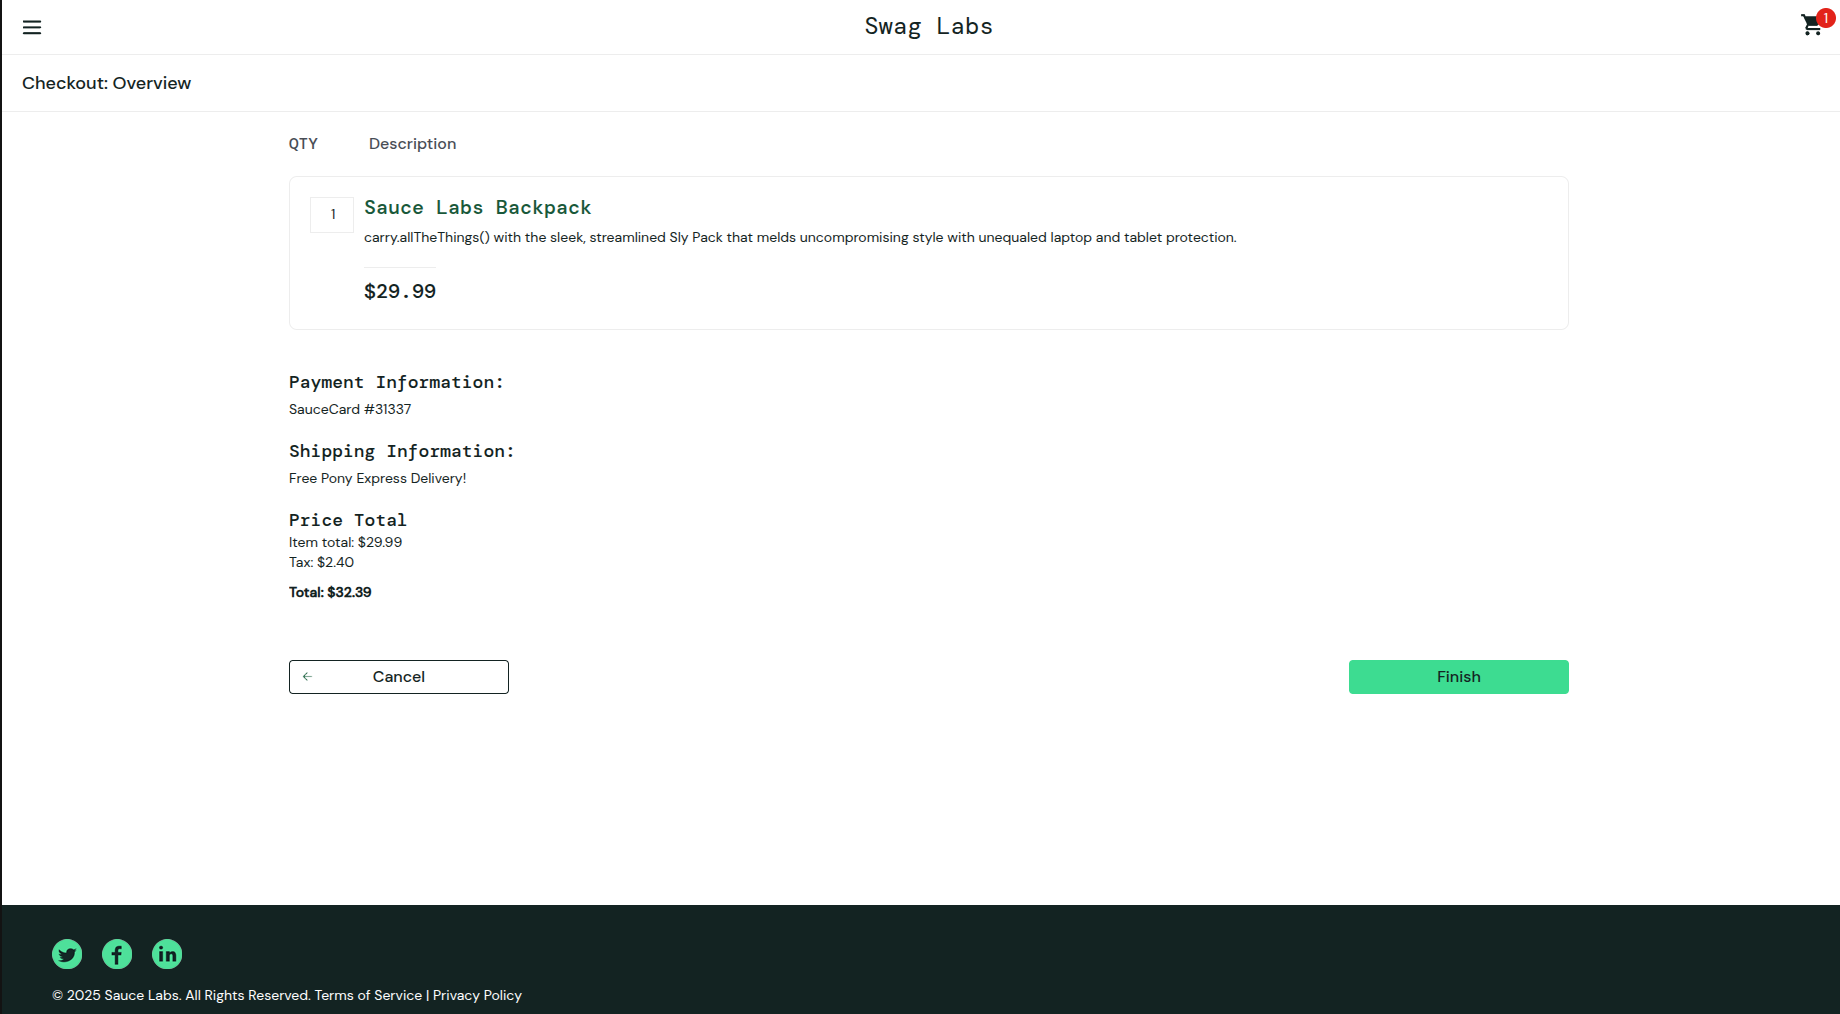 Swag Labs
1
Checkout: Overview
QTY Description
1
Sauce Labs Backpack
carry.allTheThings() with the sleek, streamlined Sly Pack that melds uncompromising style with unequaled laptop and tablet protection.
$29.99
Payment Information:
SauceCard #31337
Shipping Information:
Free Pony Express Delivery!
Price Total
Item total: $29.99
Tax: $2.40
Total: $32.39
Cancel
Finish
© 2025 Sauce Labs. All Rights Reserved. Terms of Service | Privacy Policy